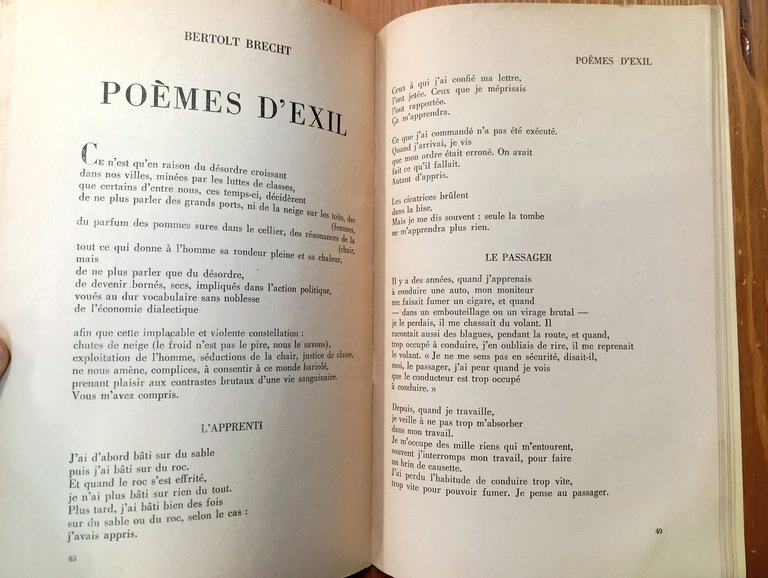 BERTOLT BRECHT
POÈMES D'EXIL
CE n'est qu'en raison du désordre croissant
dans nos villes, minées par les luttes de classes,
que certains d'entre nous, ces temps-ci, décidèrent
de ne plus parler des grands ports, ni de la neige sur les toits, des
(femmes,
du parfum des pommes sures dans le cellier, des résonances de la
(chair,
tout ce qui donne à l'homme sa rondeur pleine et sa chaleur,
mais
de ne plus parler que du désordre,
de devenir bornés, secs, impliqués dans l'action politique,
voués au dur vocabulaire sans noblesse
de l'économie dialectique
afin que cette implacable et violente constellation :
chutes de neige (le froid n'est pas le pire, nous le savons),
exploitation de l'homme, séductions de la chair, justice de classe,
ne nous amène, complices, à consentir à ce monde bariolé,
prenant plaisir aux contrastes brutaux d'une vie sanguinaire.
Vous m'avez compris.
L'APPRENTI
J'ai d'abord bâti sur du sable
puis j'ai bâti sur du roc.
Et quand le roc s'est effrité,
je n'ai plus bâti sur rien du tout.
Plus tard, j'ai bâti bien des fois
sur du sable ou du roc, selon le cas :
j'avais appris.
48
POÈMES D'EXIL
Ceux à qui j'ai confié ma lettre,
l'ont jetée. Ceux que je méprisais
l'ont rapportée.
Ça m'apprendra.
Ce que j'ai commandé n'a pas été exécuté.
Quand j'arrivai, je vis
que mon ordre était erroné. On avait
fait ce qu'il fallait.
Autant d'appris.
Les cicatrices brûlent
dans la bise.
Mais je me dis souvent : seule la tombe
ne m'apprendra plus rien.
LE PASSAGER
Il y a des années, quand j'apprenais
à conduire une auto, mon moniteur
me faisait fumer un cigare, et quand
— dans un embouteillage ou un virage brutal —
je le perdais, il me chassait du volant. Il
racontait aussi des blagues, pendant la route, et quand,
trop occupé à conduire, j'en oubliais de rire, il me reprenait
le volant. « Je ne me sens pas en sécurité, disait-il,
moi, le passager, j'ai peur quand je vois
que le conducteur est trop occupé
à conduire. »
Depuis, quand je travaille,
je veille à ne pas trop m'absorber
dans mon travail.
Je m'occupe des mille riens qui m'entourent,
souvent j'interromps mon travail, pour faire
un brin de causette.
J'ai perdu l'habitude de conduire trop vite,
trop vite pour pouvoir fumer. Je pense au passager.
49